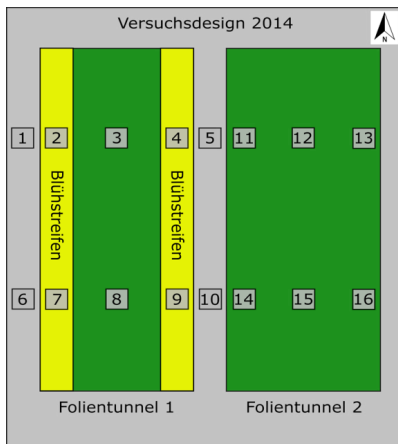 Versuchsdesign 2014
N
1 2 3 4 5 11 12 13
Blühstreifen
Blühstreifen
6 7 8 9 10 14 15 16
Folientunnel 1 Folientunnel 2